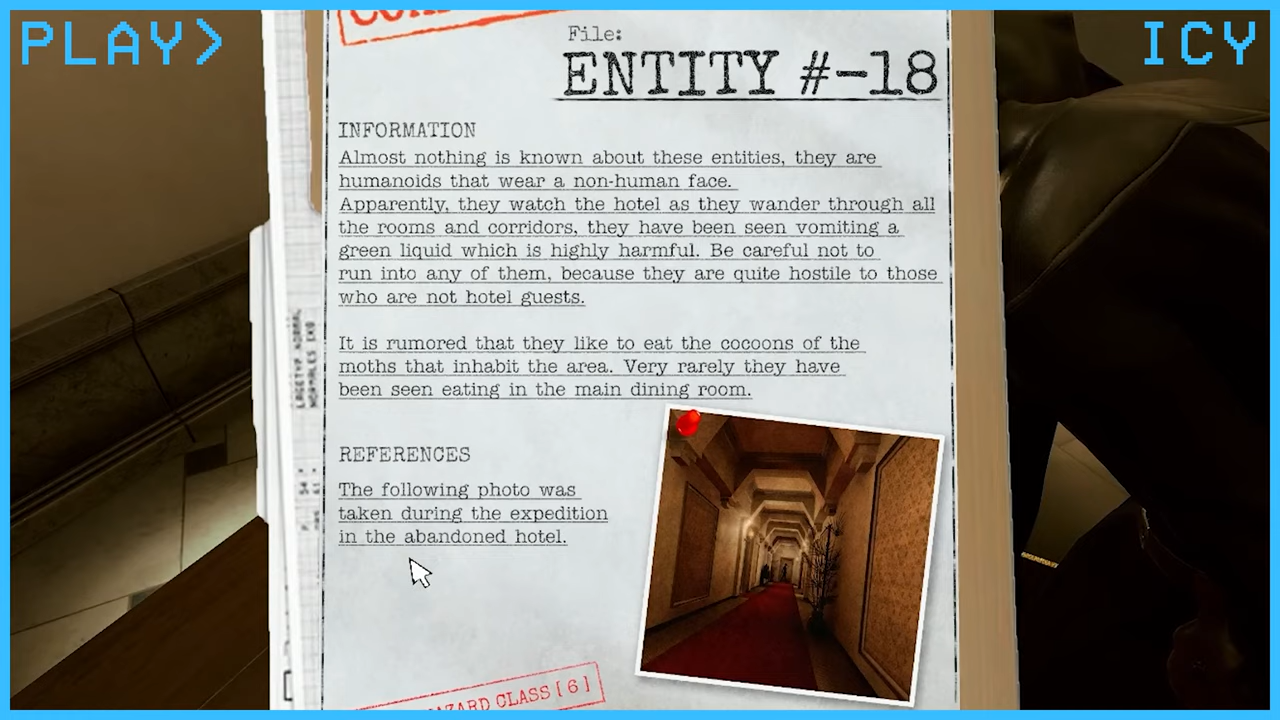 PLAY>
ICY
File:
ENTITY #-18
INFORMATION
Almost nothing is known about these entities, they are
humanoids that wear a non-human face.
Apparently, they watch the hotel as they wander through all
the rooms and corridors, they have been seen vomiting a
green liquid which is highly harmful. Be careful not to
run into any of them, because they are quite hostile to those
who are not hotel guests.
It is rumored that they like to eat the cocoons of the
moths that inhabit the area. Very rarely they have
been seen eating in the main dining room.
REFERENCES
The following photo was
taken during the expedition
in the abandoned hotel.
CLASS [6]